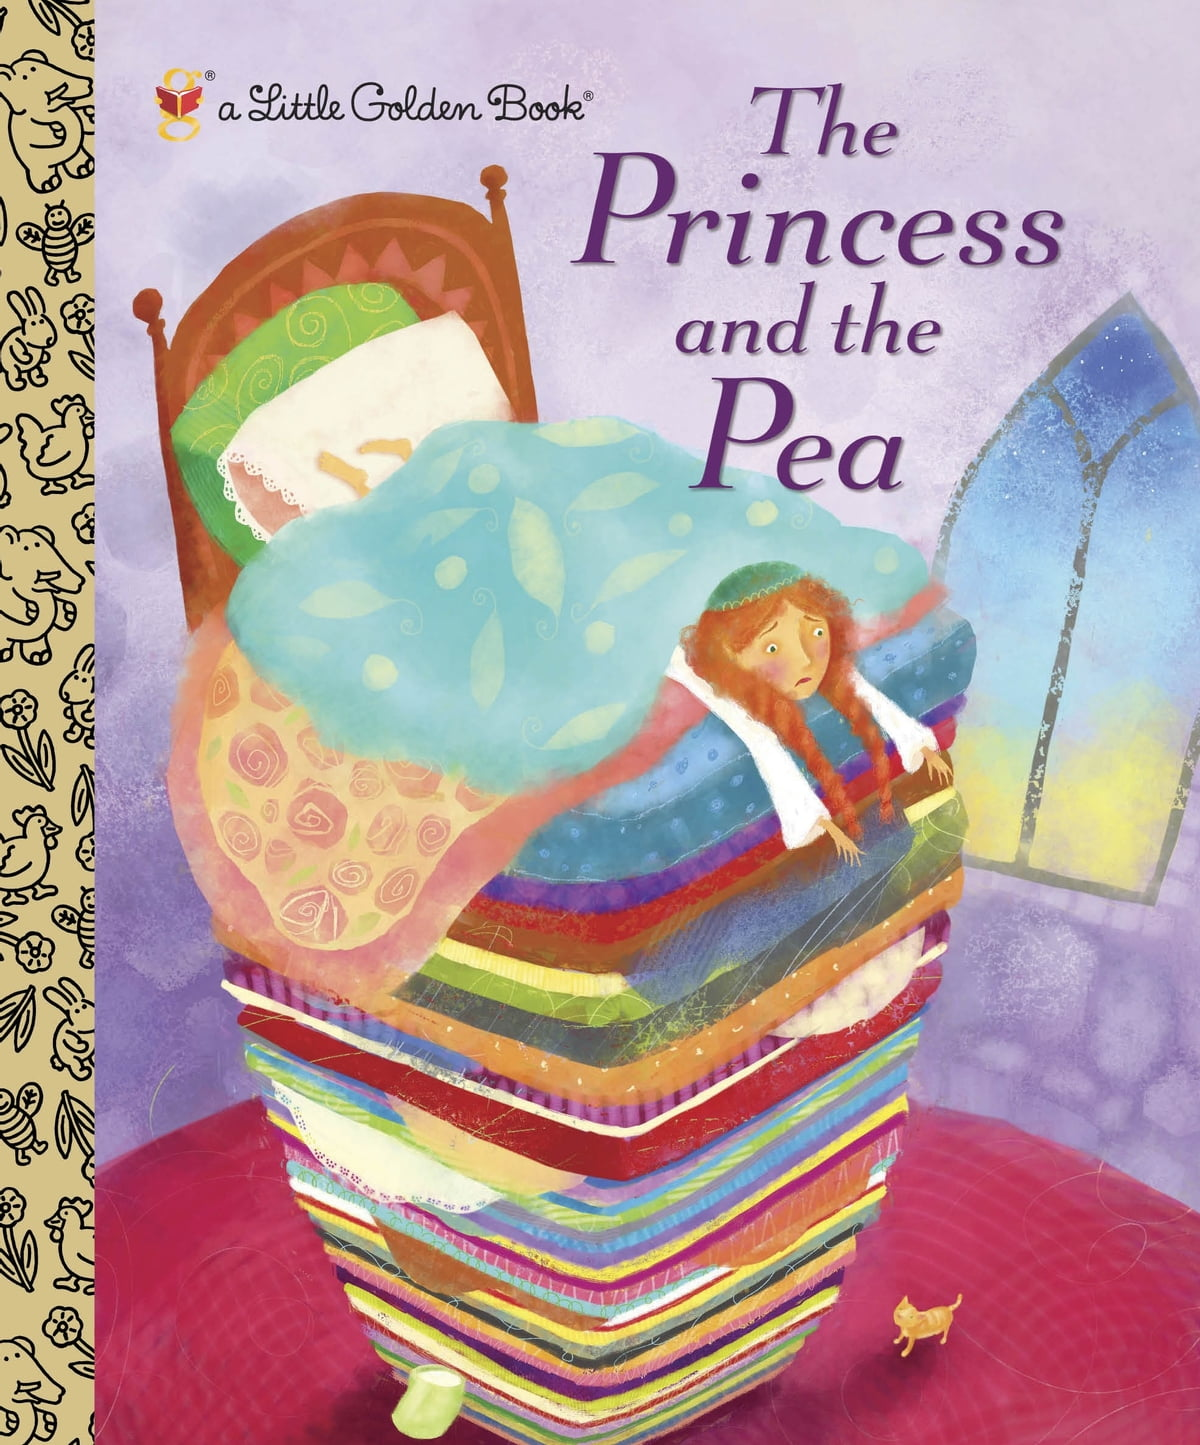 a Little Golden Book®
The
Princess
and the
Pea